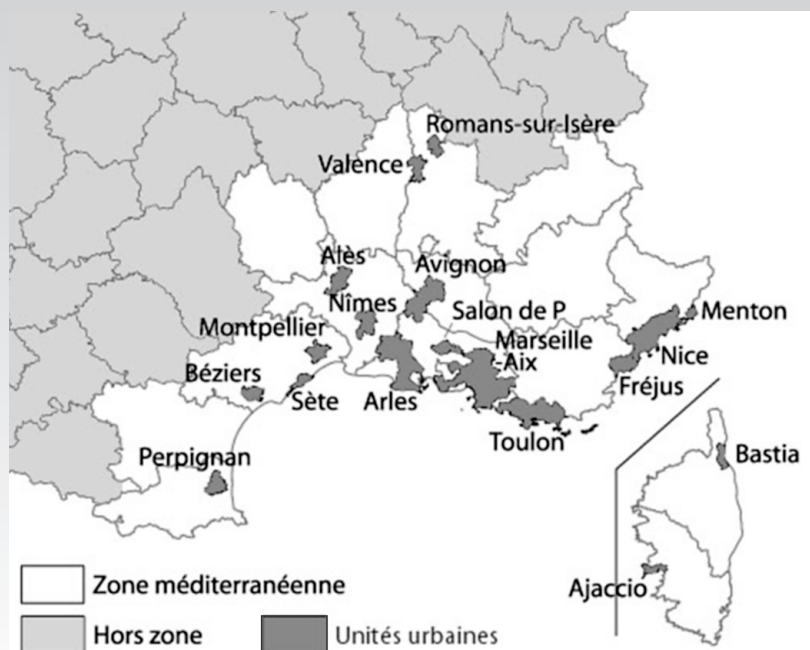 Romans-sur-Isère
Valence
Alès
Avignon
Nîmes
Salon de P
Menton
Montpellier
Marseille
-Aix
Nice
Béziers
Fréjus
Sète
Arles
Toulon
Perpignan
Bastia
Ajaccio
Zone méditerranéenne
Hors zone
Unités urbaines